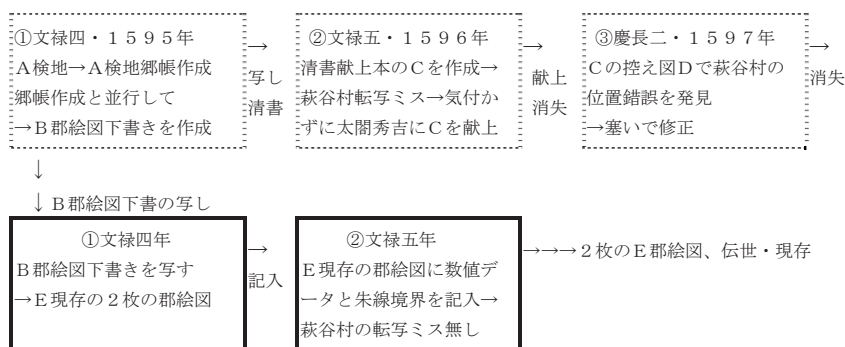 ①文禄四・１５９５年
Ａ検地→Ａ検地郷帳作成
郷帳作成と並行して
→Ｂ郡絵図下書きを作成
→
写し
清書
②文禄五・１５９６年
清書献上本のＣを作成→
萩谷村転写ミス→気付か
ずに太閤秀吉にＣを献上
→
献上
消失
③慶長二・１５９７年
Ｃの控え図Ｄで萩谷村の
位置錯誤を発見
→塞いで修正
→
消失
↓
↓Ｂ郡絵図下書の写し
①文禄四年
Ｂ郡絵図下書きを写す
→Ｅ現存の２枚の郡絵図
→
記入
②文禄五年
Ｅ現存の郡絵図に数値デ
ータと朱線境界を記入→
萩谷村の転写ミス無し
→→→２枚のＥ郡絵図、伝世・現存